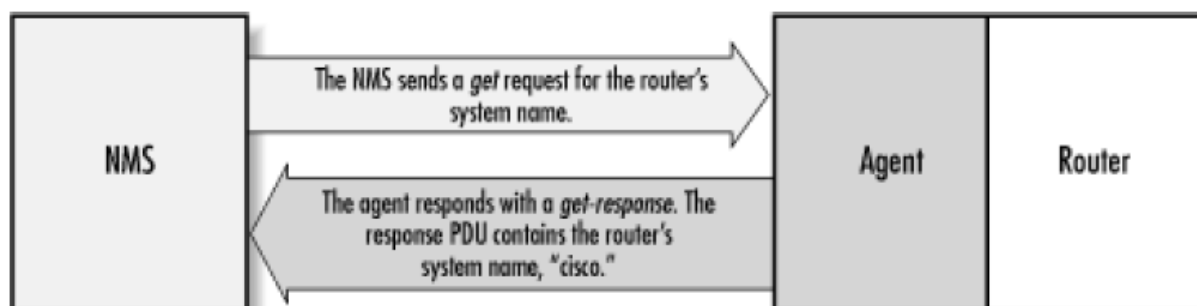 The NMS sends a get request for the router's
system name.
NMS
Agent
Router
The agent responds with a get-response. The
response PDU contains the router's
system name, "cisco."